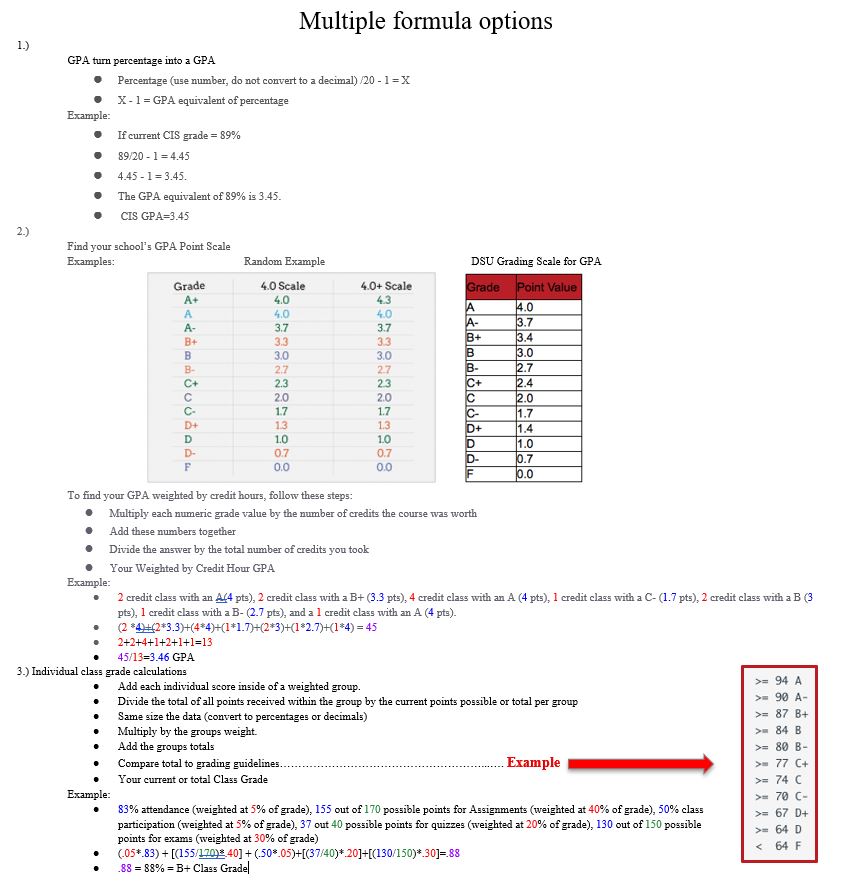 Multiple formula options
1.)
GPA turn percentage into a GPA
● Percentage (use number, do not convert to a decimal) /20 - 1 = X
● X - 1 = GPA equivalent of percentage
Example:
● If current CIS grade = 89%
● 89/20 - 1 = 4.45
● 4.45 - 1 = 3.45.
● The GPA equivalent of 89% is 3.45.
● CIS GPA=3.45
2.)
Find your school's GPA Point Scale
Examples: Random Example DSU Grading Scale for GPA
Grade 4.0 Scale 4.0+ Scale
A+ 4.0 4.3
A 4.0 4.0
A- 3.7 3.7
B+ 3.3 3.3
B 3.0 3.0
B- 2.7 2.7
C+ 2.3 2.3
C 2.0 2.0
C- 1.7 1.7
D+ 1.3 1.3
D 1.0 1.0
D- 0.7 0.7
F 0.0 0.0
Grade Point Value
A 4.0
A- 3.7
B+ 3.4
B 3.0
B- 2.7
C+ 2.4
C 2.0
C- 1.7
D+ 1.4
D 1.0
D- 0.7
F 0.0
To find your GPA weighted by credit hours, follow these steps:
● Multiply each numeric grade value by the number of credits the course was worth
● Add these numbers together
● Divide the answer by the total number of credits you took
● Your Weighted by Credit Hour GPA
Example:
● 2 credit class with an A(4 pts), 2 credit class with a B+ (3.3 pts), 4 credit class with an A (4 pts), 1 credit class with a C- (1.7 pts), 2 credit class with a B (3
pts), 1 credit class with a B- (2.7 pts), and a 1 credit class with an A (4 pts).
● (2 *4)+(2*3.3)+(4*4)+(1*1.7)+(2*3)+(1*2.7)+(1*4) = 45
● 2+2+4+1+2+1+1=13
● 45/13=3.46 GPA
3.) Individual class grade calculations
● Add each individual score inside of a weighted group.
● Divide the total of all points received within the group by the current points possible or total per group
● Same size the data (convert to percentages or decimals)
● Multiply by the groups weight.
● Add the groups totals
● Compare total to grading guidelines………………………………………………….. Example
● Your current or total Class Grade
Example:
● 83% attendance (weighted at 5% of grade), 155 out of 170 possible points for Assignments (weighted at 40% of grade), 50% class
participation (weighted at 5% of grade), 37 out 40 possible points for quizzes (weighted at 20% of grade), 130 out of 150 possible
points for exams (weighted at 30% of grade)
● (.05*.83) + [(155/170)*.40] + (.50*.05)+[(37/40)*.20]+[(130/150)*.30]=.88
● .88 = 88% = B+ Class Grade
>= 94 A
>= 90 A-
>= 87 B+
>= 84 B
>= 80 B-
>= 77 C+
>= 74 C
>= 70 C-
>= 67 D+
>= 64 D
< 64 F